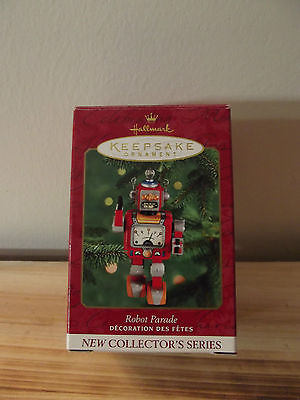 Hallmark
KEEPSAKE
ORNAMENT
Robot Parade
DÉCORATION DES FÊTES
NEW COLLECTOR'S SERIES